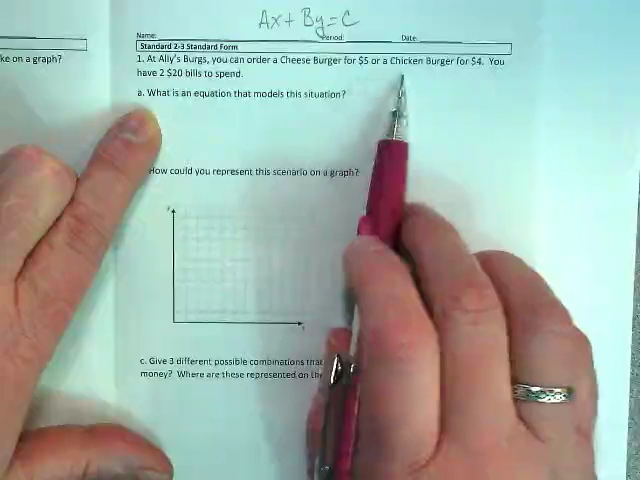 Ax + By = C
Name: Period: Date:
ke on a graph?
Standard 2-3 Standard Form
1. At Ally's Burgs, you can order a Cheese Burger for $5 or a Chicken Burger for $4. You
have 2 $20 bills to spend.
a. What is an equation that models this situation?
How could you represent this scenario on a graph?
c. Give 3 different possible combinations that
money? Where are these represented on the